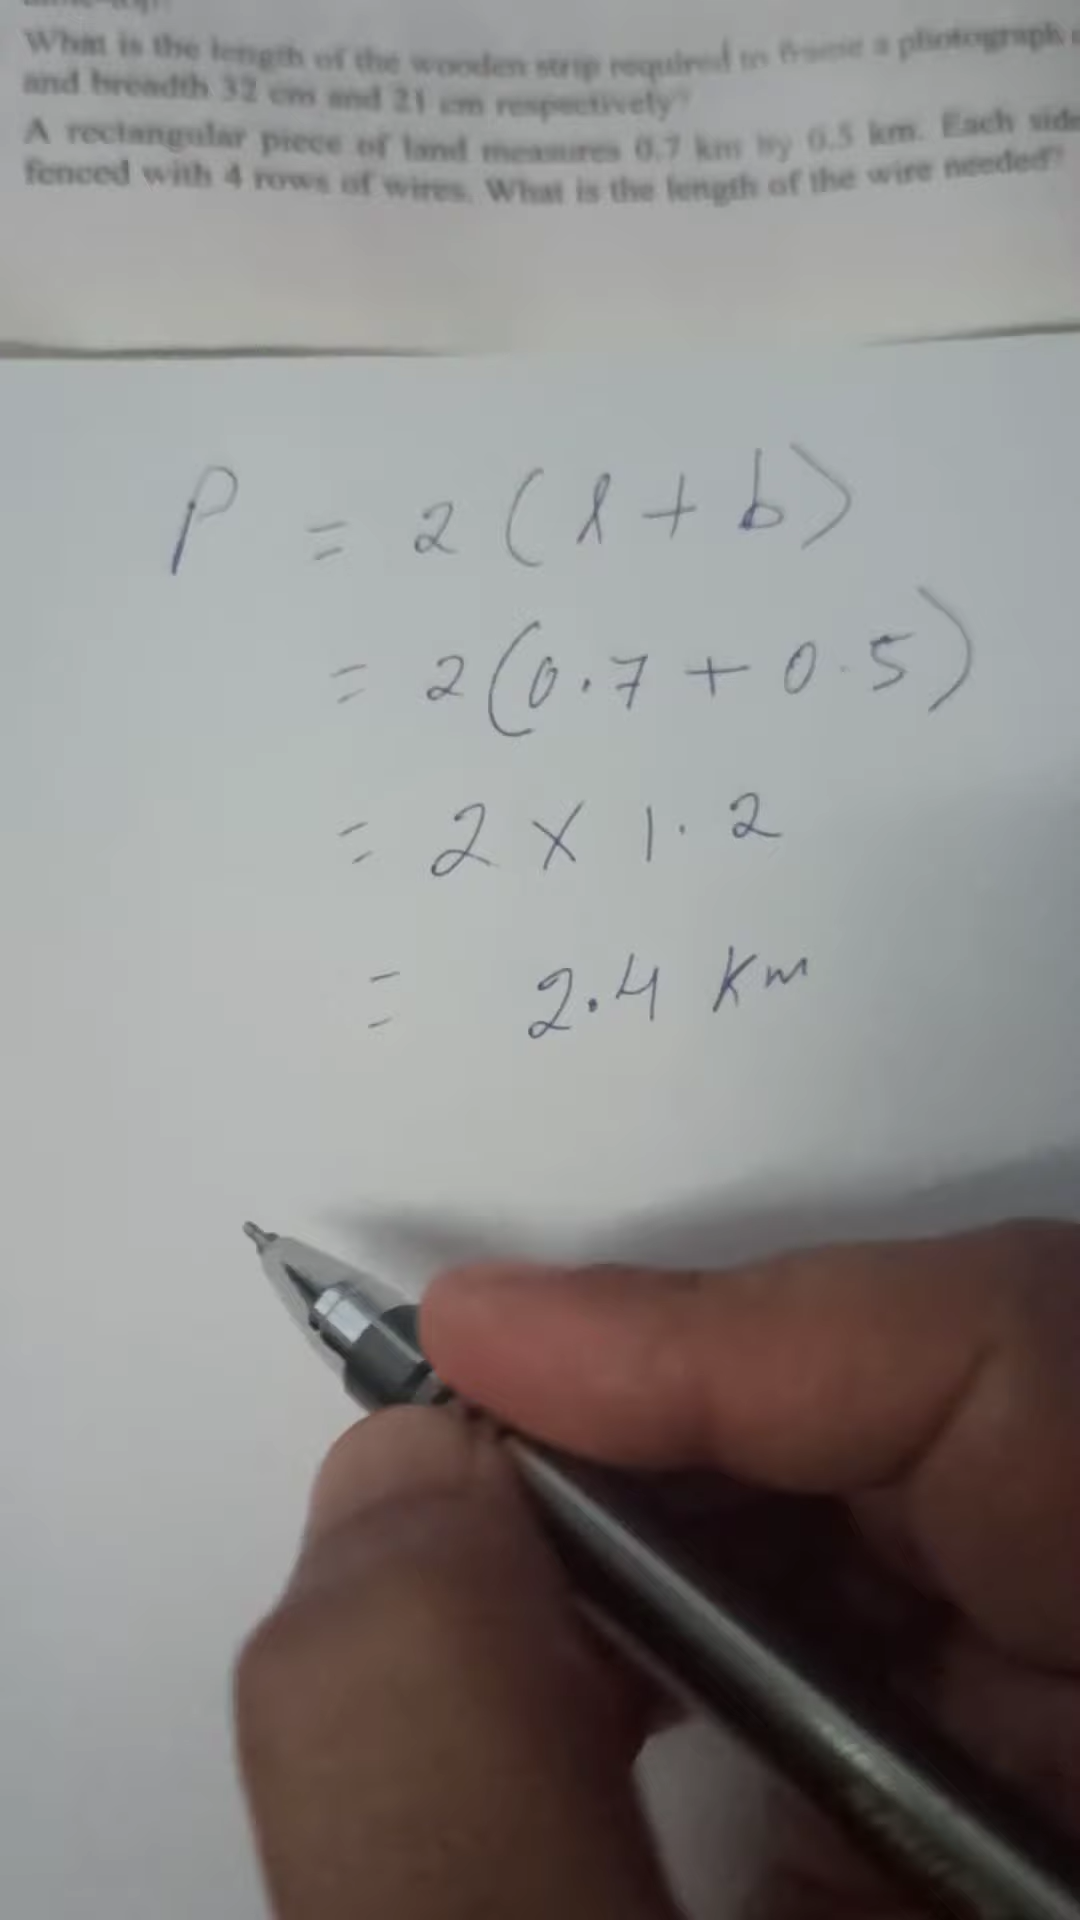 What is the length of the wooden strip required to frame a photograph
and breadth 32 cm and 21 cm respectively?
A rectangular piece of land measures 0.7 km by 0.5 km. Each side
fenced with 4 rows of wires. What is the length of the wire needed?
P = 2 (l + b)
= 2 (0.7 + 0.5)
= 2 × 1.2
= 2.4 Km